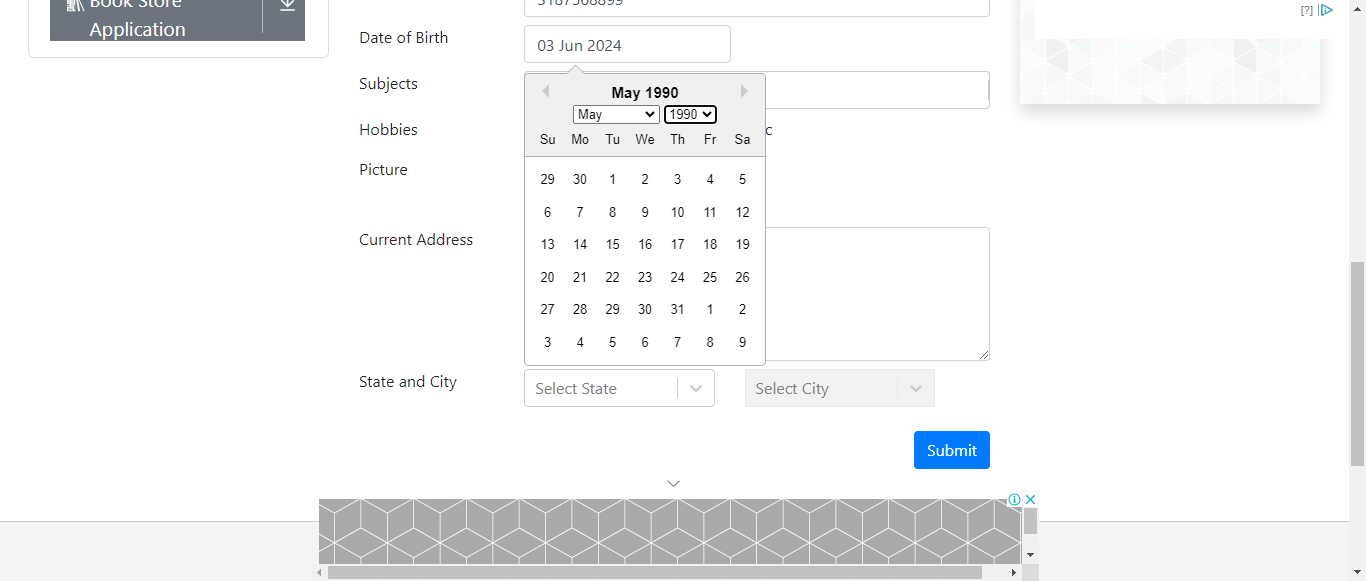 Book Store
Application
3187568899
Date of Birth
03 Jun 2024
Subjects
May 1990
May 1990
Su Mo Tu We Th Fr Sa
Hobbies
c
Picture
29 30 1 2 3 4 5
6 7 8 9 10 11 12
Current Address
13 14 15 16 17 18 19
20 21 22 23 24 25 26
27 28 29 30 31 1 2
3 4 5 6 7 8 9
State and City
Select State
Select City
Submit
[?]